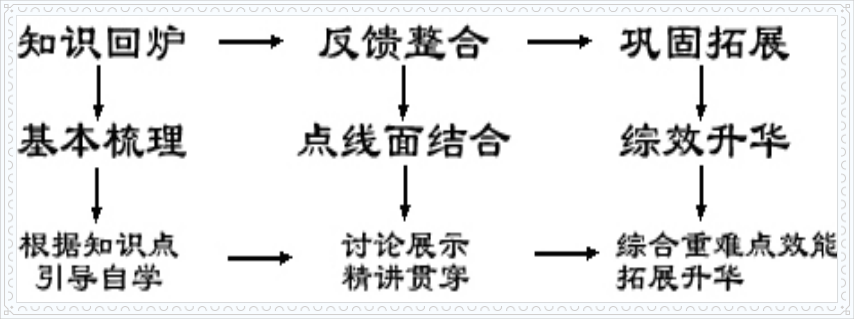 知识回炉 反馈整合 巩固拓展
基本梳理 点线面结合 综效升华
根据知识点 讨论展示 综合重难点效能
引导自学 精讲贯穿 拓展升华